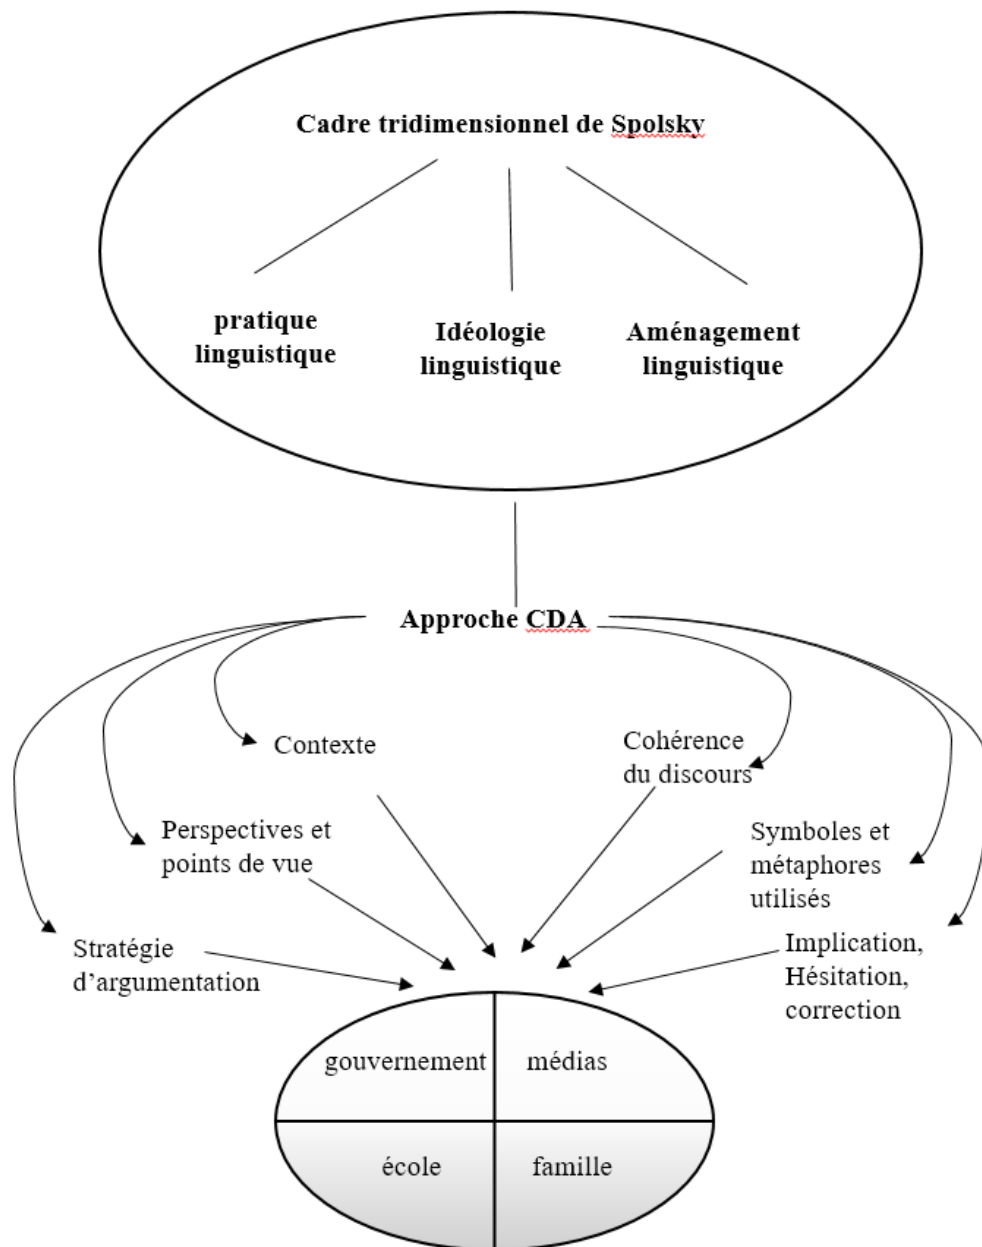 Cadre tridimensionnel de Spolsky
pratique
linguistique
Idéologie
linguistique
Aménagement
linguistique
Approche CDA
Contexte
Cohérence
du discours
Perspectives et
points de vue
Symboles et
métaphores
utilisés
Stratégie
d’argumentation
Implication,
Hésitation,
correction
gouvernement
médias
école
famille